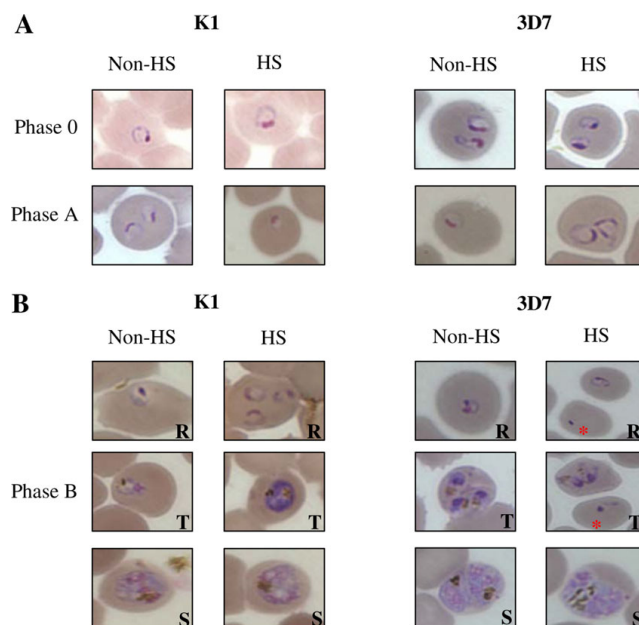 A
K1
3D7
Non-HS
HS
Non-HS
HS
Phase 0
Phase A
B
K1
3D7
Non-HS
HS
Non-HS
HS
R
R
R
* R
Phase B
T
T
T
* T
S
S
S
S